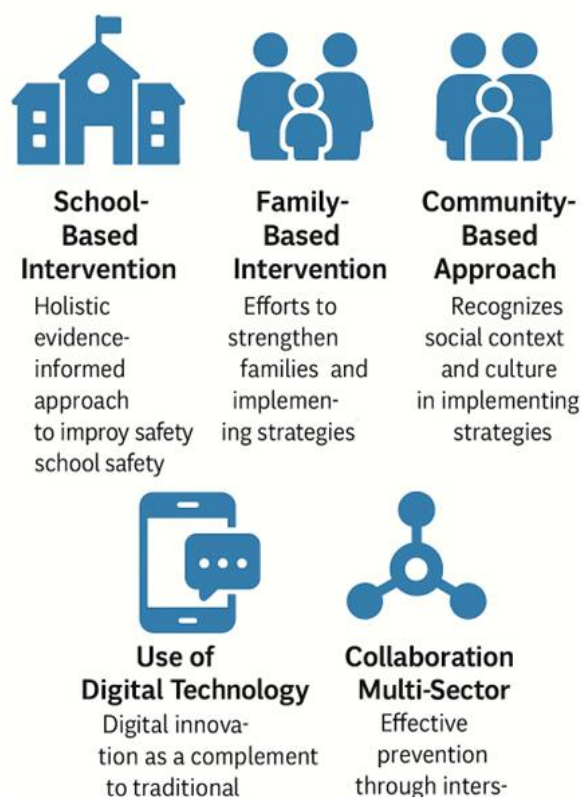 School-
Based
Intervention
Holistic
evidence-
informed
approach
to improy safety
school safety
Family-
Based
Intervention
Efforts to
strengthen
families and
implemen-
ing strategies
Community-
Based
Approach
Recognizes
social context
and culture
in implementing
strategies
Use of
Digital Technology
Digital innova-
tion as a complement
to traditional
Collaboration
Multi-Sector
Effective
prevention
through inters-